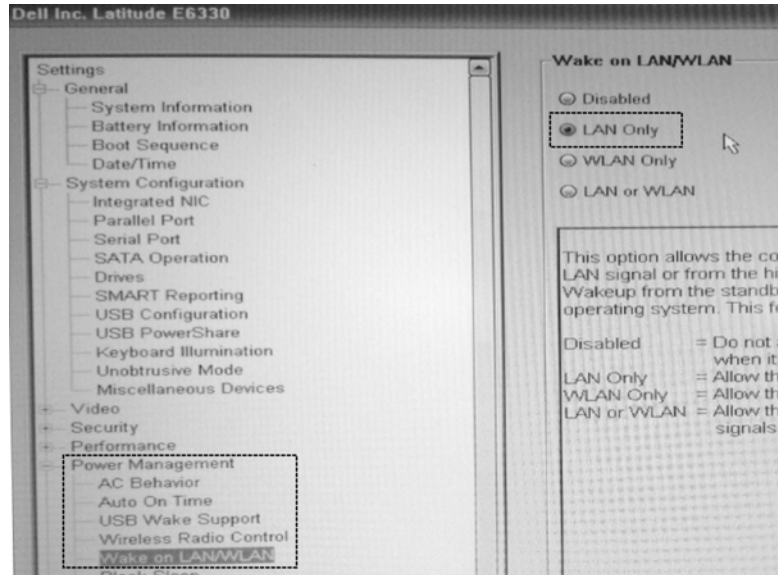 Dell Inc. Latitude E6330
Settings
General
System Information
Battery Information
Boot Sequence
Date/Time
System Configuration
Integrated NIC
Parallel Port
Serial Port
SATA Operation
Drives
SMART Reporting
USB Configuration
USB PowerShare
Keyboard Illumination
Unobtrusive Mode
Miscellaneous Devices
Video
Security
Performance
Power Management
AC Behavior
Auto On Time
USB Wake Support
Wireless Radio Control
Wake on LAN/WLAN
Block Sleep
Wake on LAN/WLAN
Disabled
LAN Only
WLAN Only
LAN or WLAN
This option allows the co
LAN signal or from the hi
Wakeup from the standb
operating system. This f
Disabled = Do not
when it
LAN Only = Allow th
WLAN Only = Allow th
LAN or WLAN = Allow th
signals